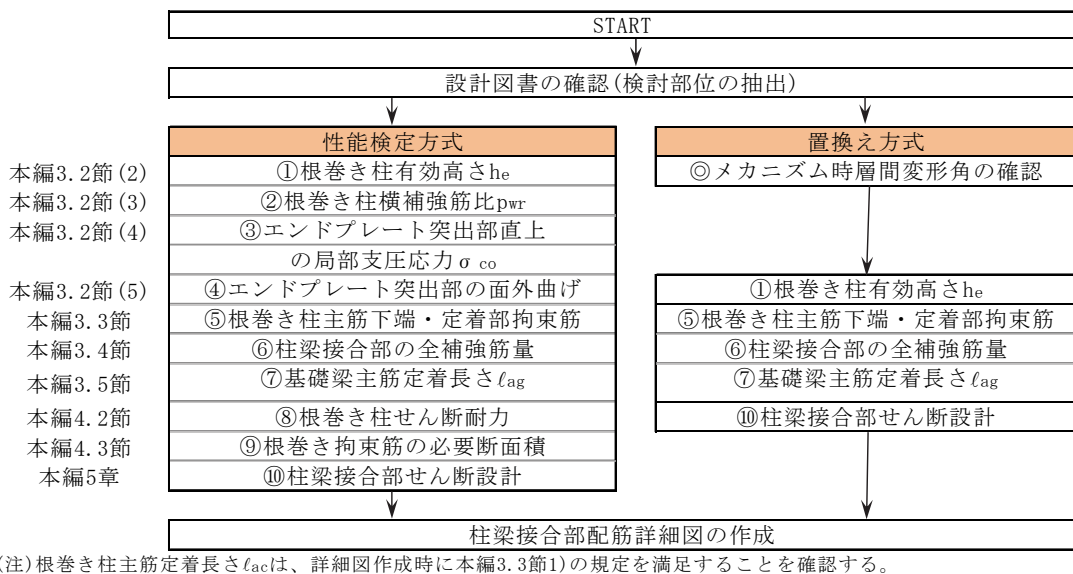 START
設計図書の確認(検討部位の抽出)
性能検定方式 置換え方式
本編3.2節(2) ①根巻き柱有効高さhe ◎メカニズム時層間変形角の確認
本編3.2節(3) ②根巻き柱横補強筋比pwr
本編3.2節(4) ③エンドプレート突出部直上
の局部支圧応力σco
本編3.2節(5) ④エンドプレート突出部の面外曲げ ①根巻き柱有効高さhe
本編3.3節 ⑤根巻き柱主筋下端・定着部拘束筋 ⑤根巻き柱主筋下端・定着部拘束筋
本編3.4節 ⑥柱梁接合部の全補強筋量 ⑥柱梁接合部の全補強筋量
本編3.5節 ⑦基礎梁主筋定着長さℓag ⑦基礎梁主筋定着長さℓag
本編4.2節 ⑧根巻き柱せん断耐力 ⑩柱梁接合部せん断設計
本編4.3節 ⑨根巻き拘束筋の必要断面積
本編5章 ⑩柱梁接合部せん断設計
柱梁接合部配筋詳細図の作成
(注)根巻き柱主筋定着長さℓacは、詳細図作成時に本編3.3節1)の規定を満足することを確認する。